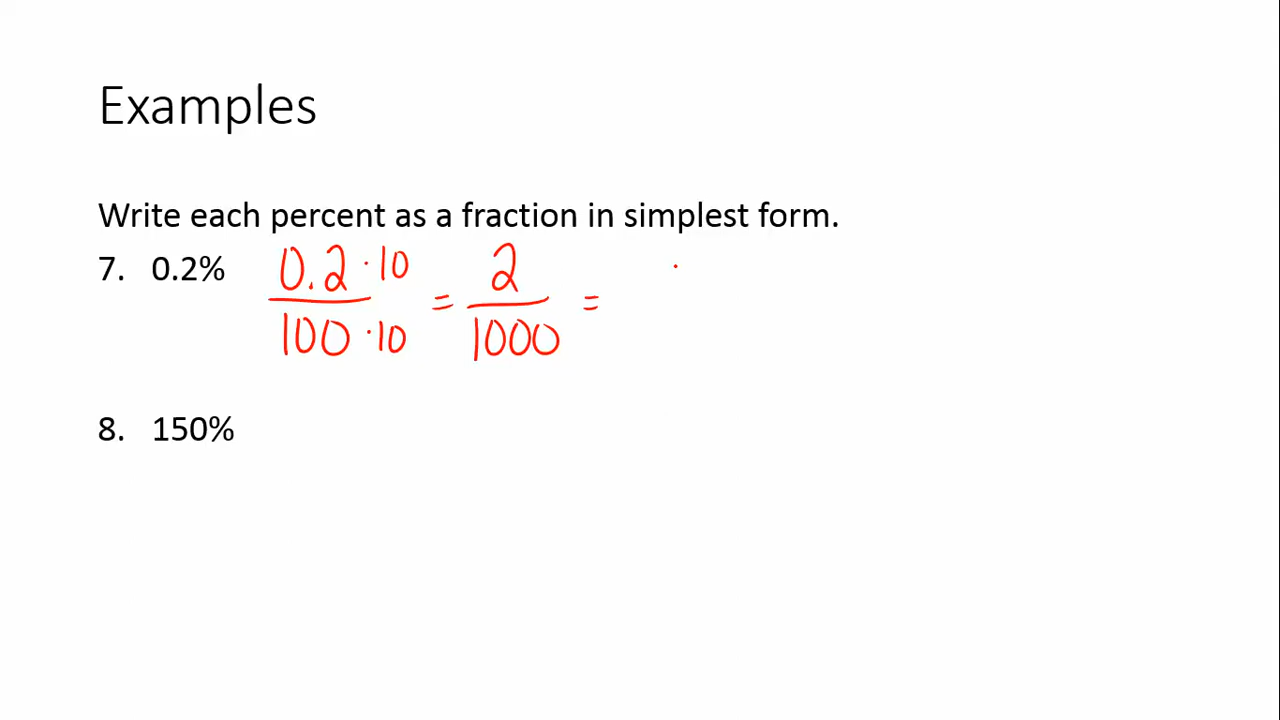 Examples
Write each percent as a fraction in simplest form.
7. 0.2% 0.2 · 10 / 100 · 10 = 2 / 1000 =
8. 150%